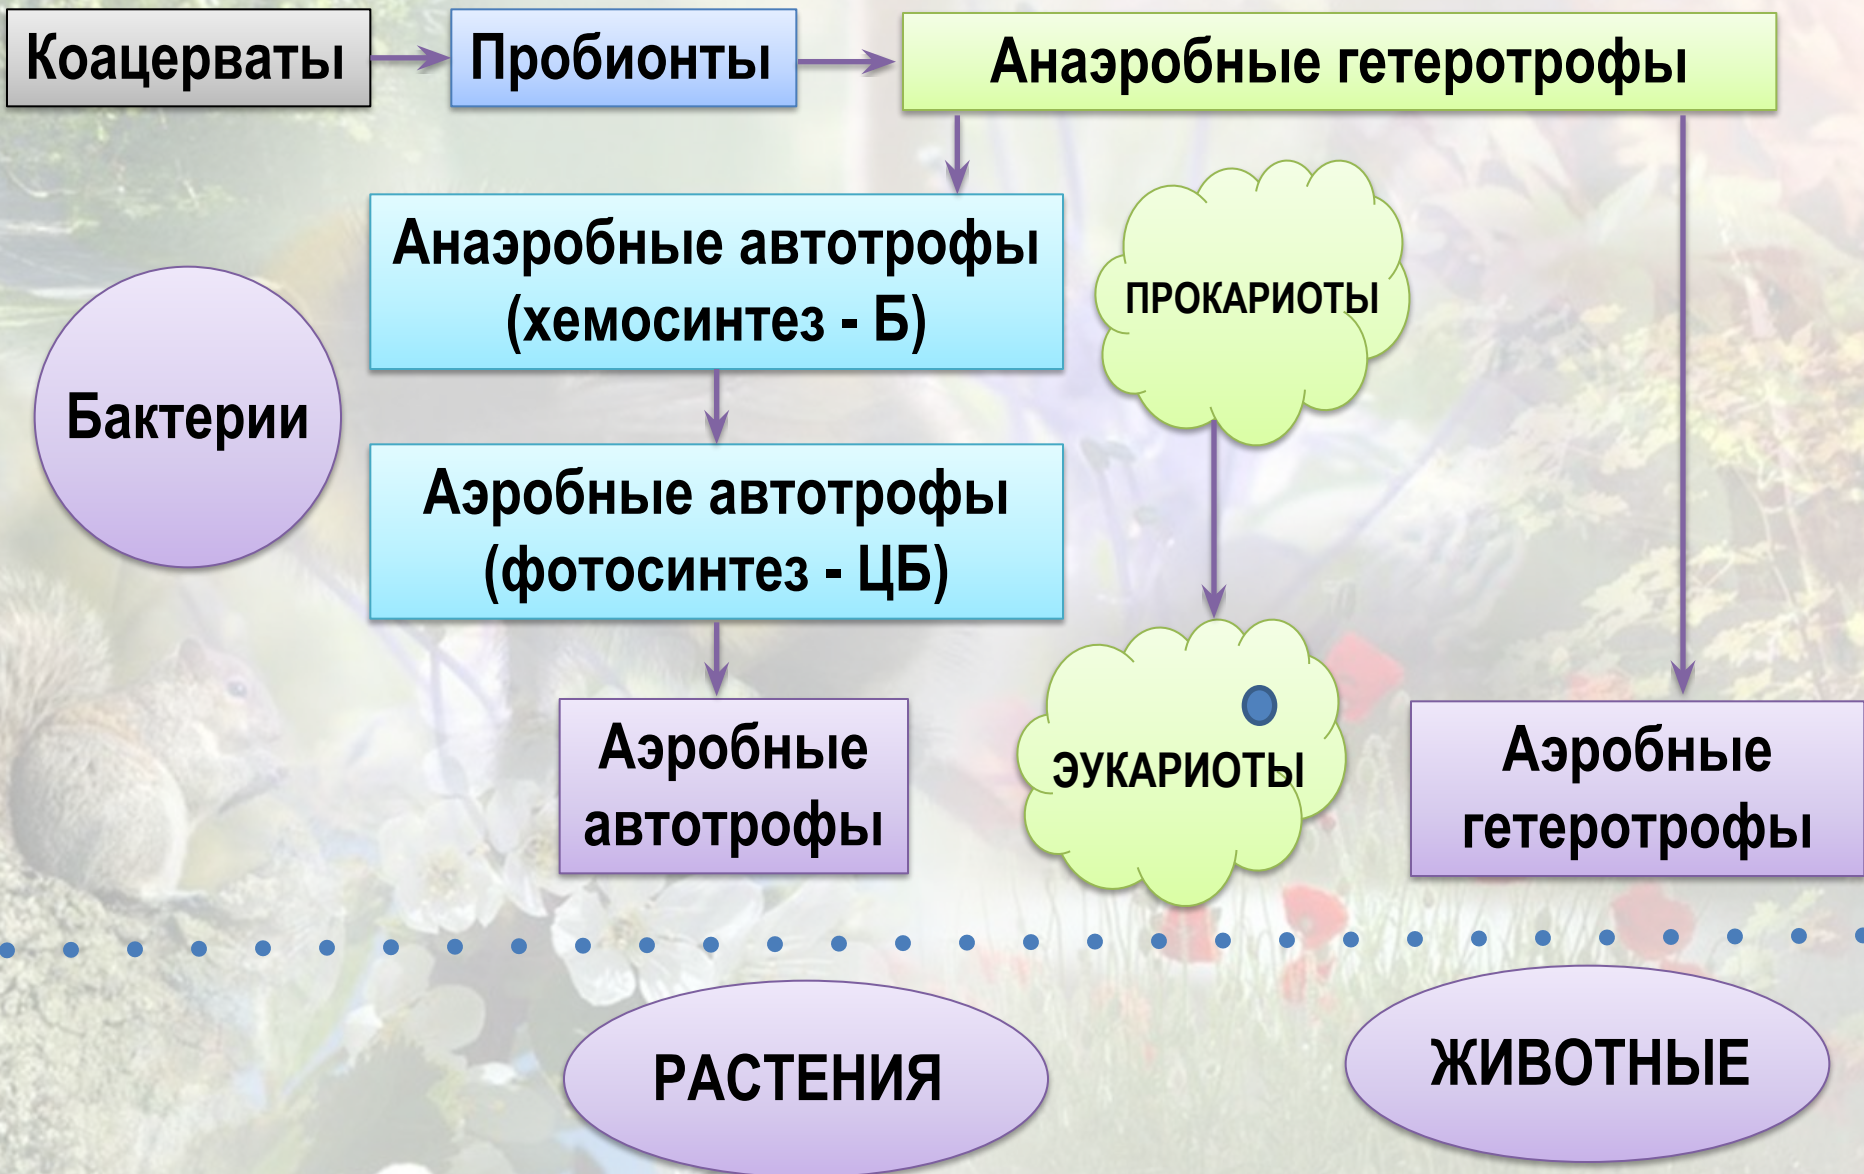 Коацерваты
Пробионты
Анаэробные гетеротрофы
Анаэробные автотрофы
(хемосинтез - Б)
ПРОКАРИОТЫ
Бактерии
Аэробные автотрофы
(фотосинтез - ЦБ)
Аэробные
автотрофы
ЭУКАРИОТЫ
Аэробные
гетеротрофы
РАСТЕНИЯ
ЖИВОТНЫЕ